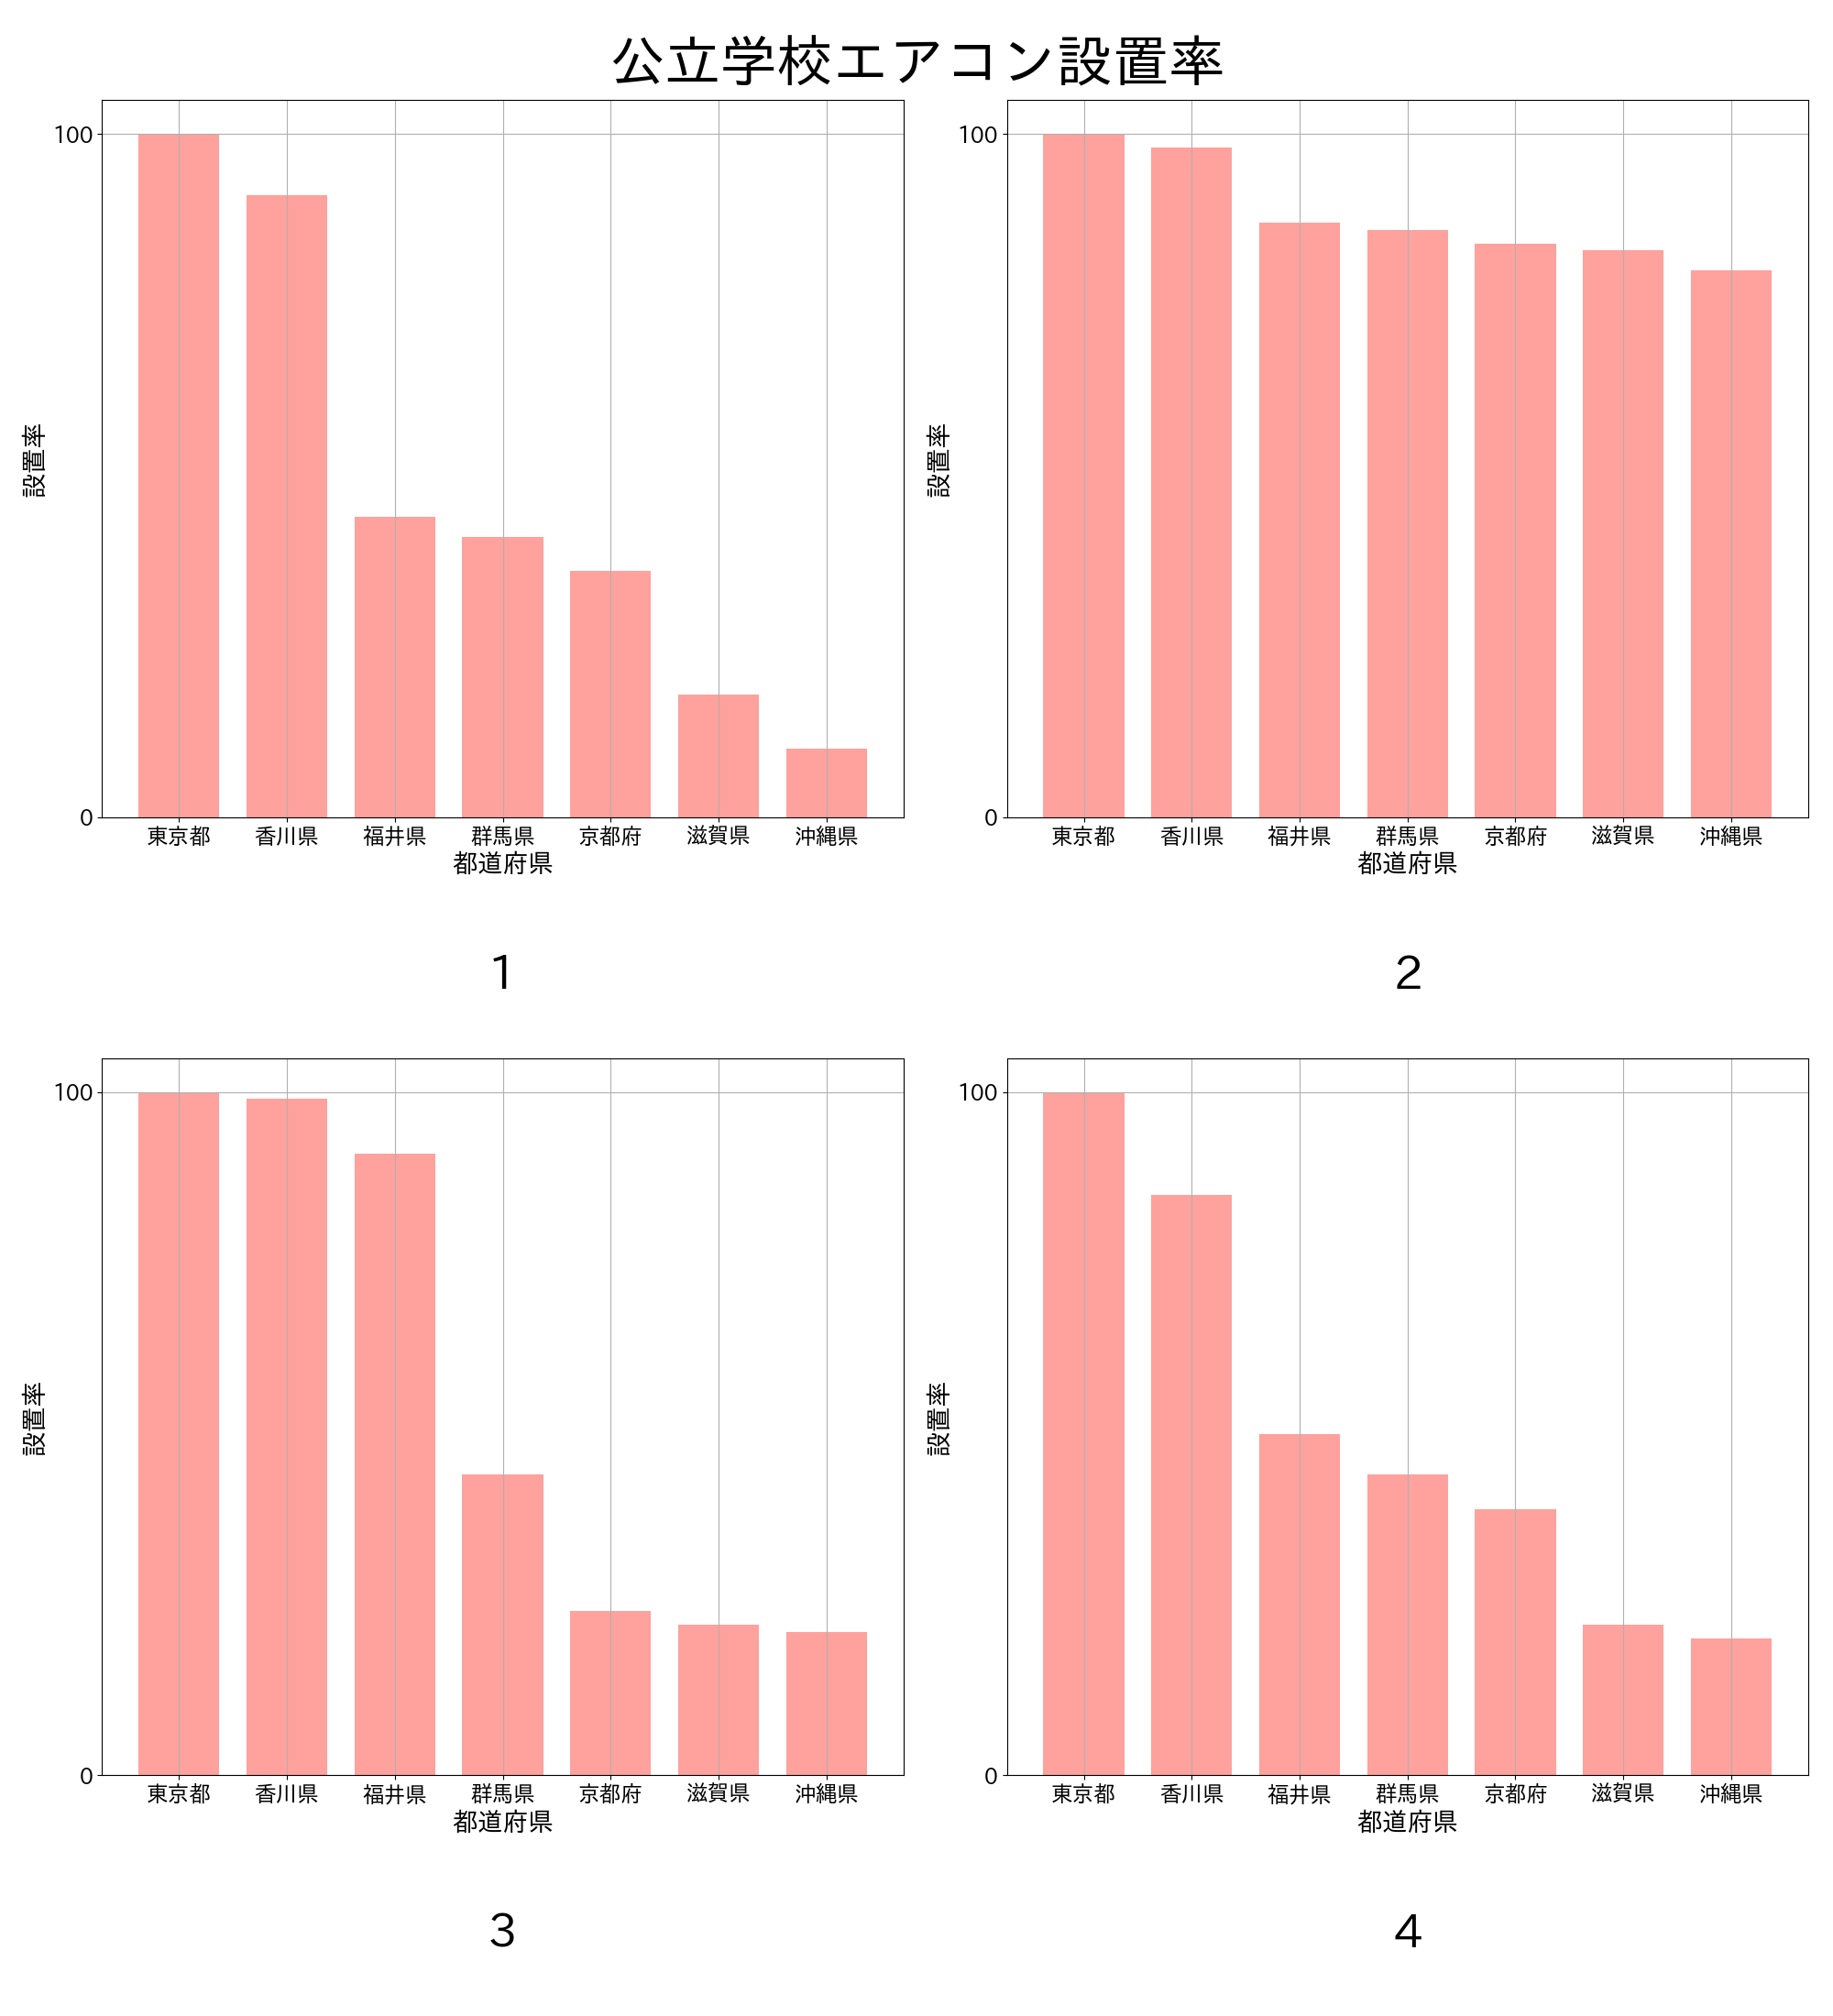 公立学校エアコン設置率
100
設置率
0
東京都 香川県 福井県 群馬県 京都府 滋賀県 沖縄県
都道府県
1
100
設置率
0
東京都 香川県 福井県 群馬県 京都府 滋賀県 沖縄県
都道府県
2
100
設置率
0
東京都 香川県 福井県 群馬県 京都府 滋賀県 沖縄県
都道府県
3
100
設置率
0
東京都 香川県 福井県 群馬県 京都府 滋賀県 沖縄県
都道府県
4